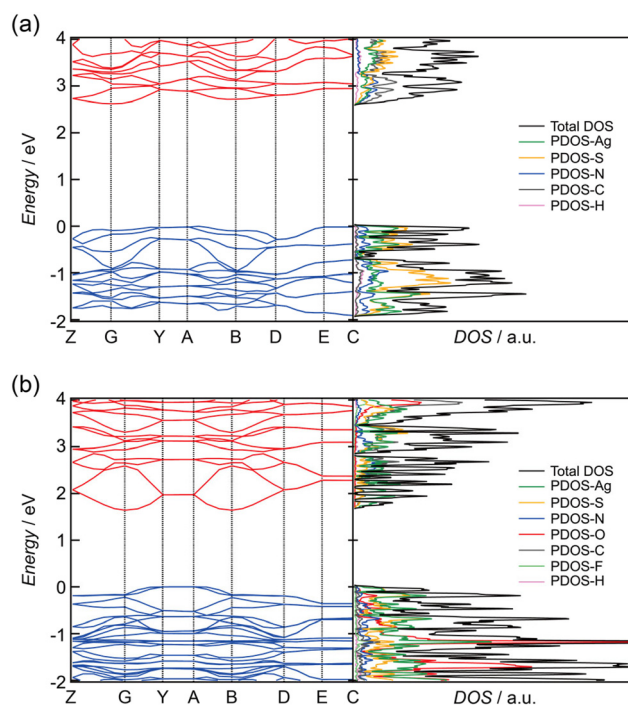 (a)
4
3
2
1
0
-1
-2
Energy / eV
Z G Y A B D E C
DOS / a.u.
Total DOS
PDOS-Ag
PDOS-S
PDOS-N
PDOS-C
PDOS-H
(b)
4
3
2
1
0
-1
-2
Energy / eV
Z G Y A B D E C
DOS / a.u.
Total DOS
PDOS-Ag
PDOS-S
PDOS-N
PDOS-O
PDOS-C
PDOS-F
PDOS-H